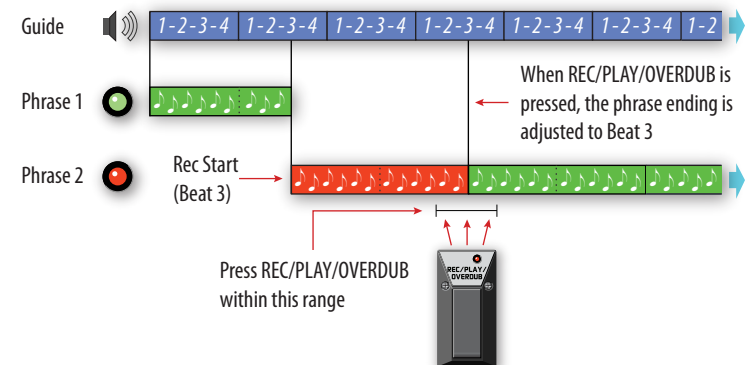 Guide 1-2-3-4 1-2-3-4 1-2-3-4 1-2-3-4 1-2-3-4 1-2-3-4 1-2
Phrase 1
When REC/PLAY/OVERDUB is
pressed, the phrase ending is
adjusted to Beat 3
Phrase 2
Rec Start
(Beat 3)
Press REC/PLAY/OVERDUB
within this range
REC/PLAY/
OVERDUB